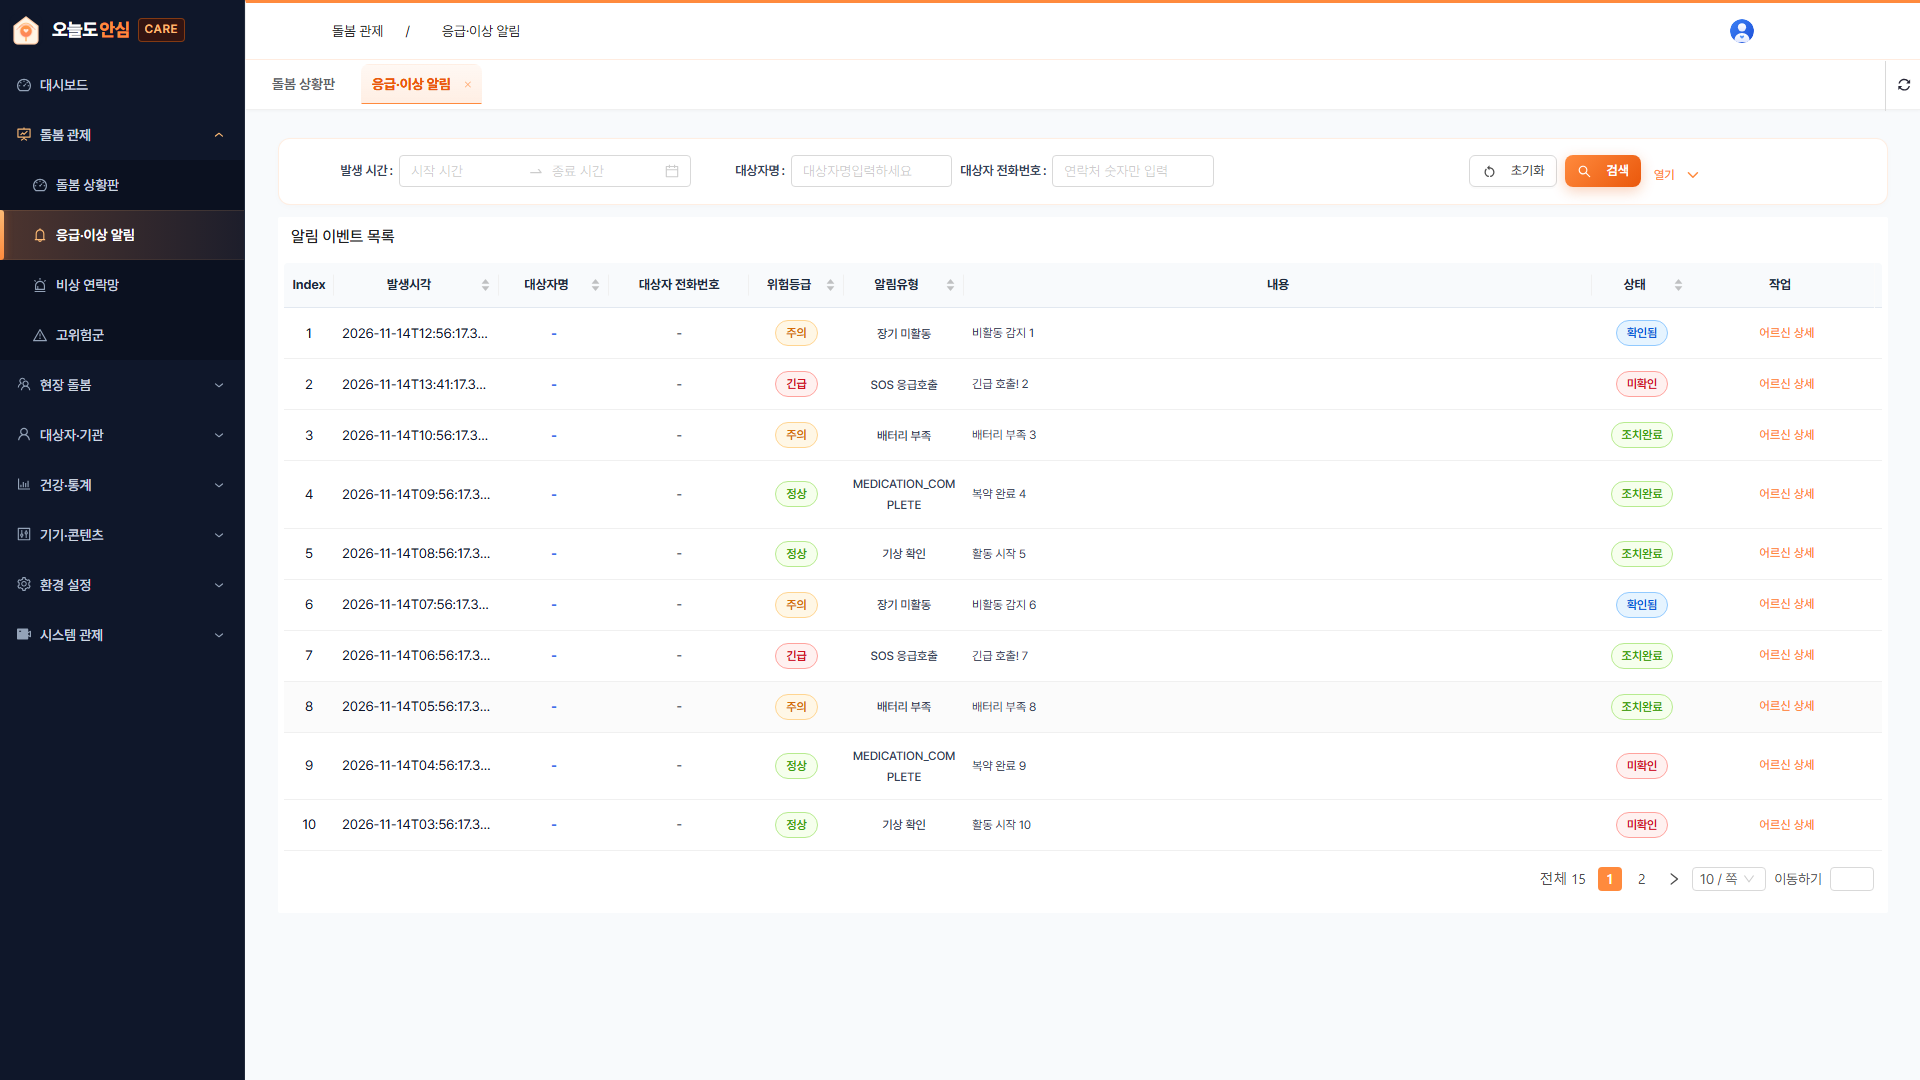 오늘도안심 CARE
대시보드
돌봄 관제
돌봄 상황판
응급·이상 알림
비상 연락망
고위험군
현장 돌봄
대상자·기관
건강·통계
기기·콘텐츠
환경 설정
시스템 관제
돌봄 관제 / 응급·이상 알림
돌봄 상황판 응급·이상 알림 ×
발생 시간 : 시작 시간 종료 시간 대상자명 : 대상자명입력하세요 대상자 전화번호 : 연락처 숫자만 입력 초기화 검색 열기
알림 이벤트 목록
Index 발생시각 대상자명 대상자 전화번호 위험등급 알림유형 내용 상태 작업
1 2026-11-14T12:56:17.3... - - 주의 장기 미활동 비활동 감지 1 확인됨 어르신 상세
2 2026-11-14T13:41:17.3... - - 긴급 SOS 응급호출 긴급 호출! 2 미확인 어르신 상세
3 2026-11-14T10:56:17.3... - - 주의 배터리 부족 배터리 부족 3 조치완료 어르신 상세
4 2026-11-14T09:56:17.3... - - 정상 MEDICATION_COM
PLETE 복약 완료 4 조치완료 어르신 상세
5 2026-11-14T08:56:17.3... - - 정상 기상 확인 활동 시작 5 조치완료 어르신 상세
6 2026-11-14T07:56:17.3... - - 주의 장기 미활동 비활동 감지 6 확인됨 어르신 상세
7 2026-11-14T06:56:17.3... - - 긴급 SOS 응급호출 긴급 호출! 7 조치완료 어르신 상세
8 2026-11-14T05:56:17.3... - - 주의 배터리 부족 배터리 부족 8 조치완료 어르신 상세
9 2026-11-14T04:56:17.3... - - 정상 MEDICATION_COM
PLETE 복약 완료 9 미확인 어르신 상세
10 2026-11-14T03:56:17.3... - - 정상 기상 확인 활동 시작 10 미확인 어르신 상세
전체 15 1 2 10 / 쪽 이동하기